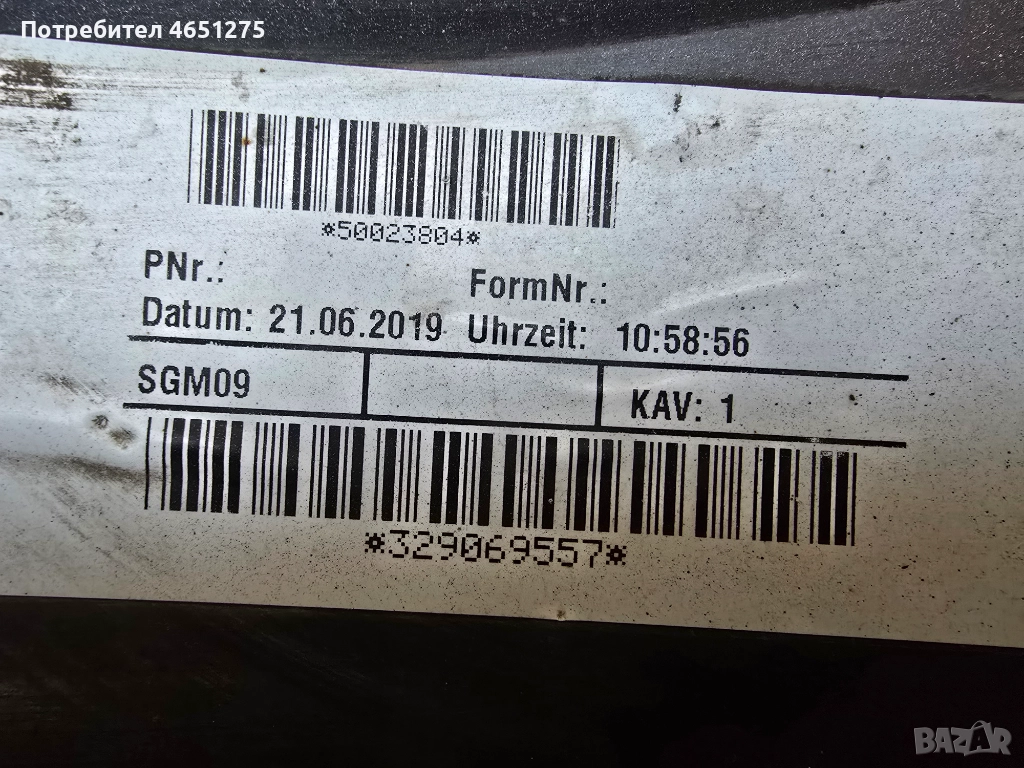 Потребител 4651275
*50023804*
PNr.: FormNr.:
Datum: 21.06.2019 Uhrzeit: 10:58:56
SGM09 KAV: 1
*329069557*
BAZAR